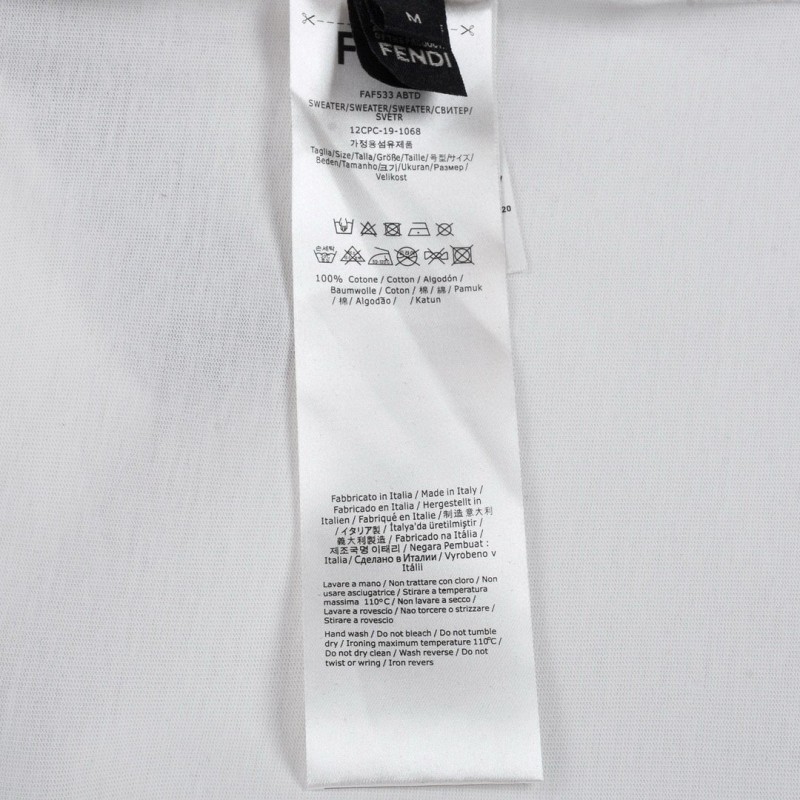 M
FENDI
FAF533 ABTD
SWEATER/SWEATER/SWEATER/СВИТЕР/
SVETR
12CPC-19-1068
가정용섬유제품
Taglia/Size/Talla/Größe/Taille/号型/サイズ/
Beden/Tamanho/크기/Ukuran/Размер/
Velikost
20
손세탁
100% Cotone / Cotton / Algodón /
Baumwolle / Coton / 棉 / 綿 / Pamuk
/ 棉/ Algodão / / Katun
Fabbricato in Italia / Made in Italy /
Fabricado en Italia / Hergestellt in
Italien / Fabriqué en Italie /制造 意大利
/ イタリア製 / İtalya'da üretilmiştir /
義大利製造 / Fabricado na Itália /
제조국명 이태리 / Negara Pembuat :
Italia/ Сделано в Италии / Vyrobeno v
Itálii
Lavare a mano / Non trattare con cloro / Non
usare asciugatrice / Stirare a temperatura
massima 110°C / Non lavare a secco /
Lavare a rovescio / Nao torcere o strizzare /
Stirare a rovescio
Hand wash / Do not bleach / Do not tumble
dry / Ironing maximum temperature 110°C /
Do not dry clean / Wash reverse / Do not
twist or wring / Iron revers